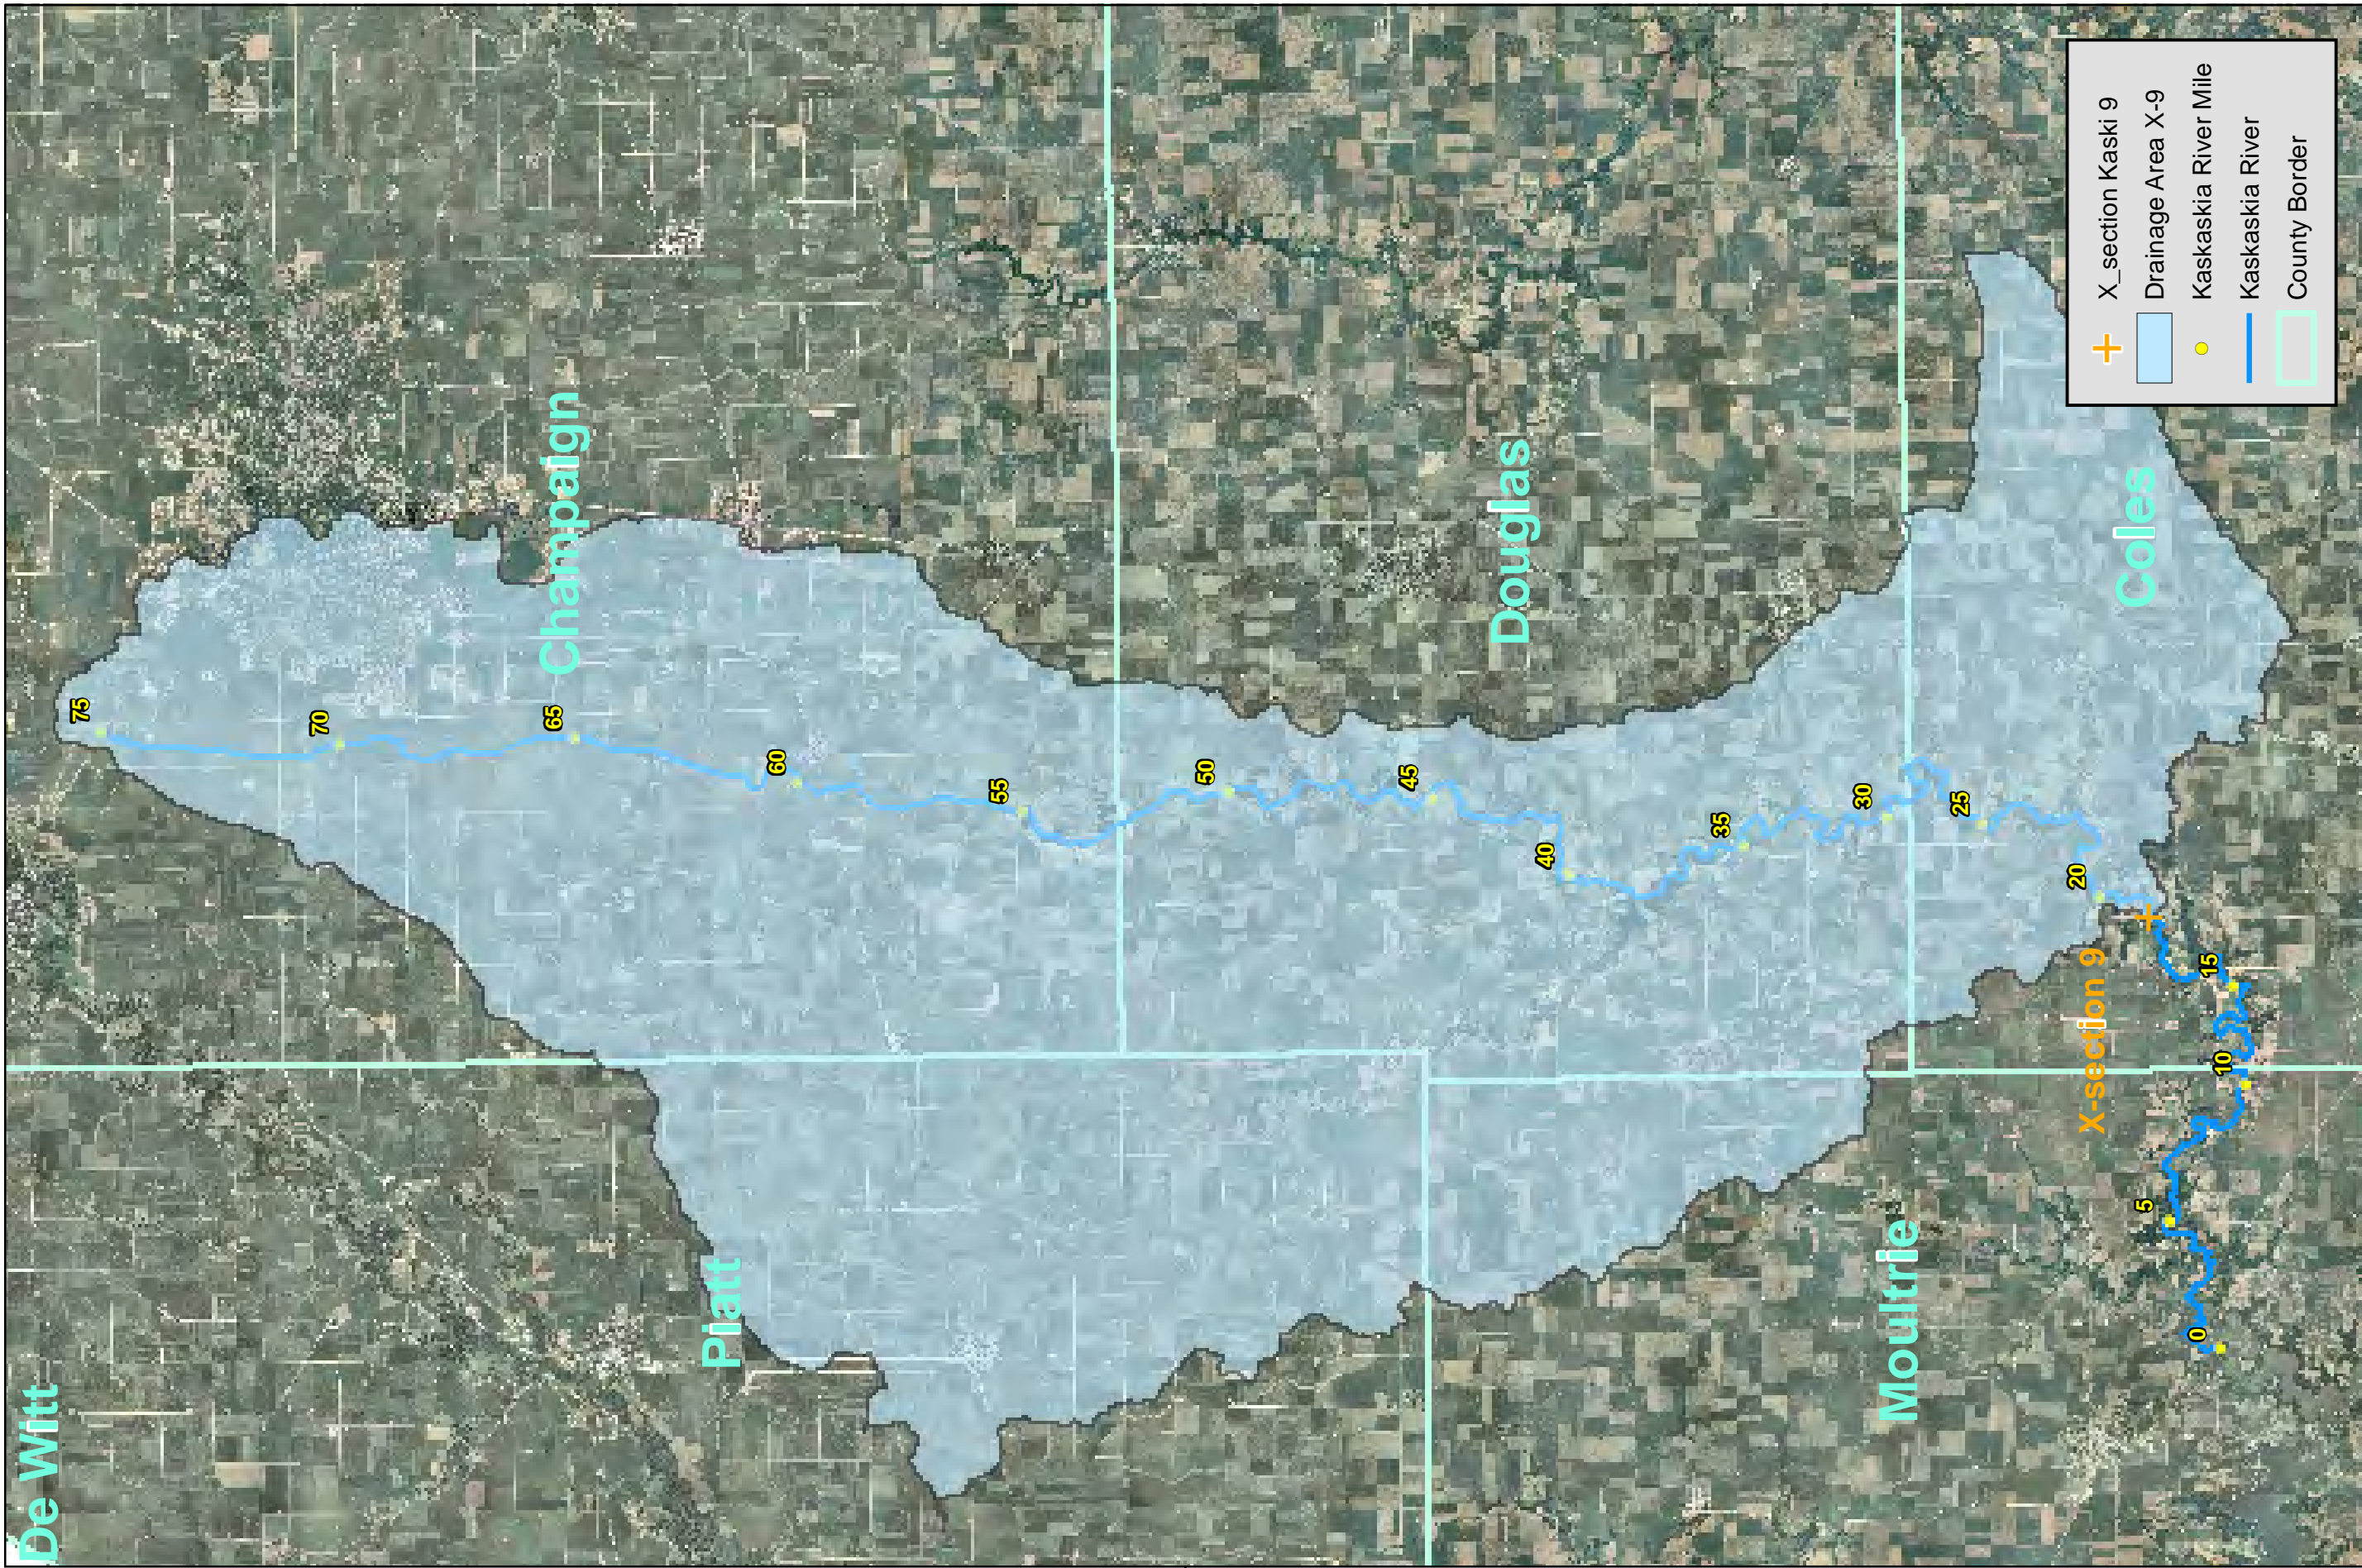 De Witt
Piatt
Champaign
Douglas
Moultrie
Coles
75
70
65
60
55
50
45
40
35
30
25
20
15
10
5
0
X-section 9
X_section Kaski 9
Drainage Area X-9
Kaskaskia River Mile
Kaskaskia River
County Border